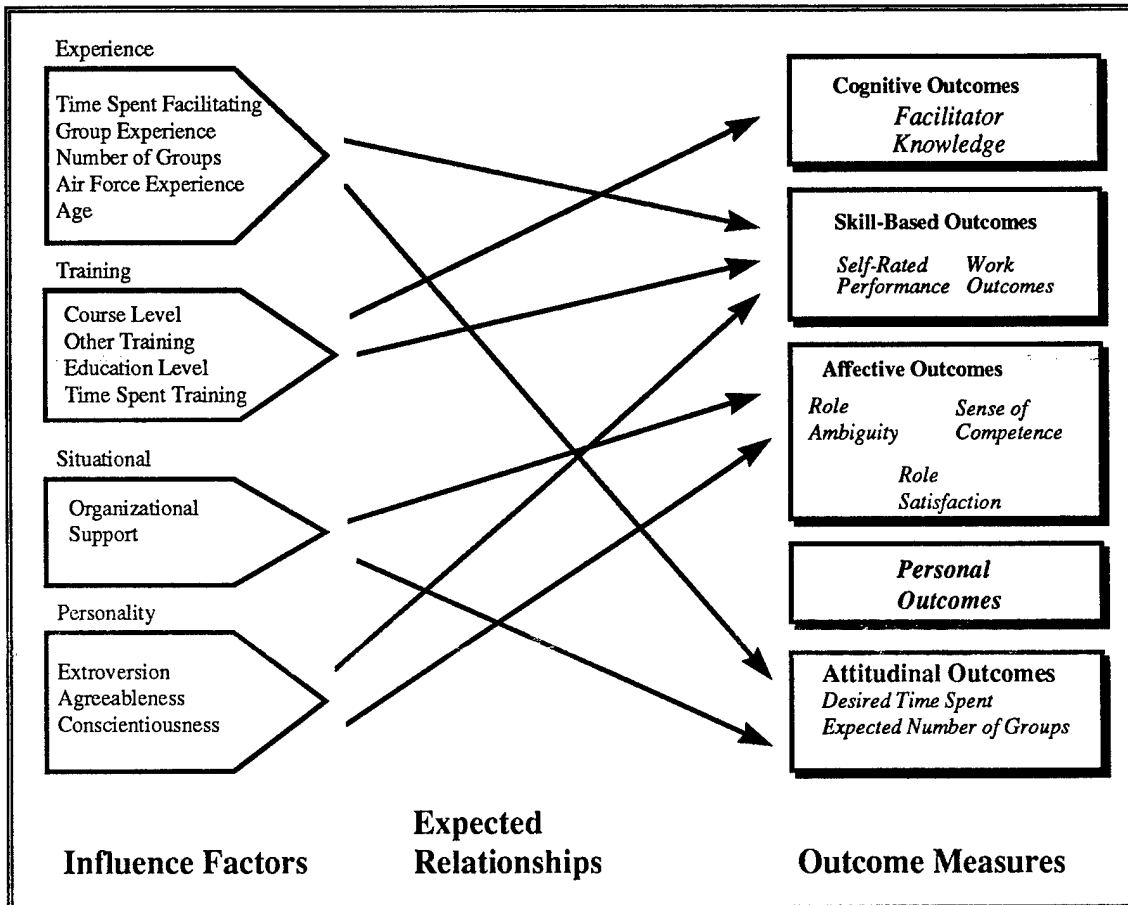 Experience
Time Spent Facilitating
Group Experience
Number of Groups
Air Force Experience
Age
Training
Course Level
Other Training
Education Level
Time Spent Training
Situational
Organizational
Support
Personality
Extroversion
Agreeableness
Conscientiousness
Cognitive Outcomes
Facilitator
Knowledge
Skill-Based Outcomes
Self-Rated Work
Performance Outcomes
Affective Outcomes
Role Sense of
Ambiguity Competence
Role
Satisfaction
Personal
Outcomes
Attitudinal Outcomes
Desired Time Spent
Expected Number of Groups
Influence Factors
Expected
Relationships
Outcome Measures